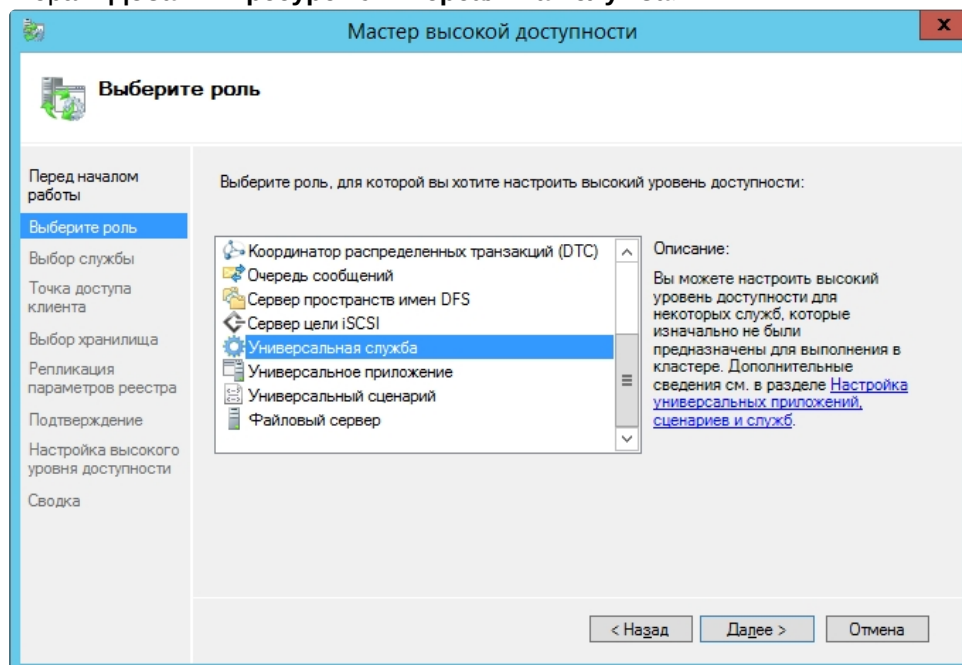 Мастер высокой доступности
x
Выберите роль
Перед началом
работы
Выберите роль
Выбор службы
Точка доступа
клиента
Выбор хранилища
Репликация
параметров реестра
Подтверждение
Настройка высокого
уровня доступности
Сводка
Выберите роль, для которой вы хотите настроить высокий уровень доступности:
Координатор распределенных транзакций (DTC)
Очередь сообщений
Сервер пространств имен DFS
Сервер цели iSCSI
Универсальная служба
Универсальное приложение
Универсальный сценарий
Файловый сервер
Описание:
Вы можете настроить высокий
уровень доступности для
некоторых служб, которые
изначально не были
предназначены для выполнения в
кластере. Дополнительные
сведения см. в разделе Настройка
универсальных приложений,
сценариев и служб.
< Назад
Далее >
Отмена